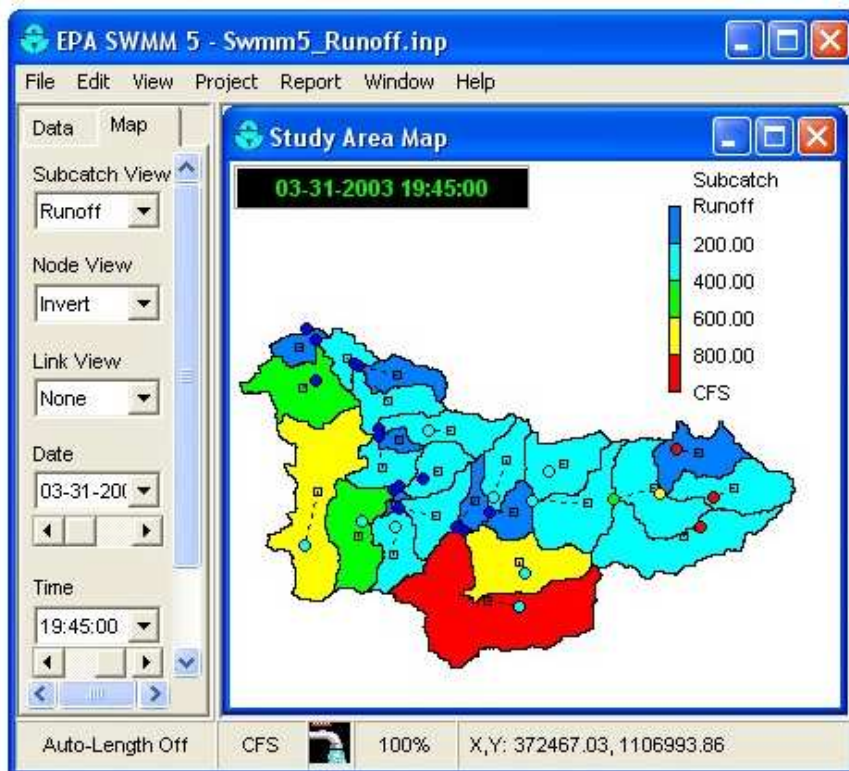 EPA SWMM 5 - Swmm5_Runoff.inp
File Edit View Project Report Window Help
Data Map
Subcatch View
Runoff
Node View
Invert
Link View
None
Date
03-31-200
Time
19:45:00
Study Area Map
03-31-2003 19:45:00
Subcatch
Runoff
200.00
400.00
600.00
800.00
CFS
Auto-Length Off CFS 100% X,Y: 372467.03, 1106993.86